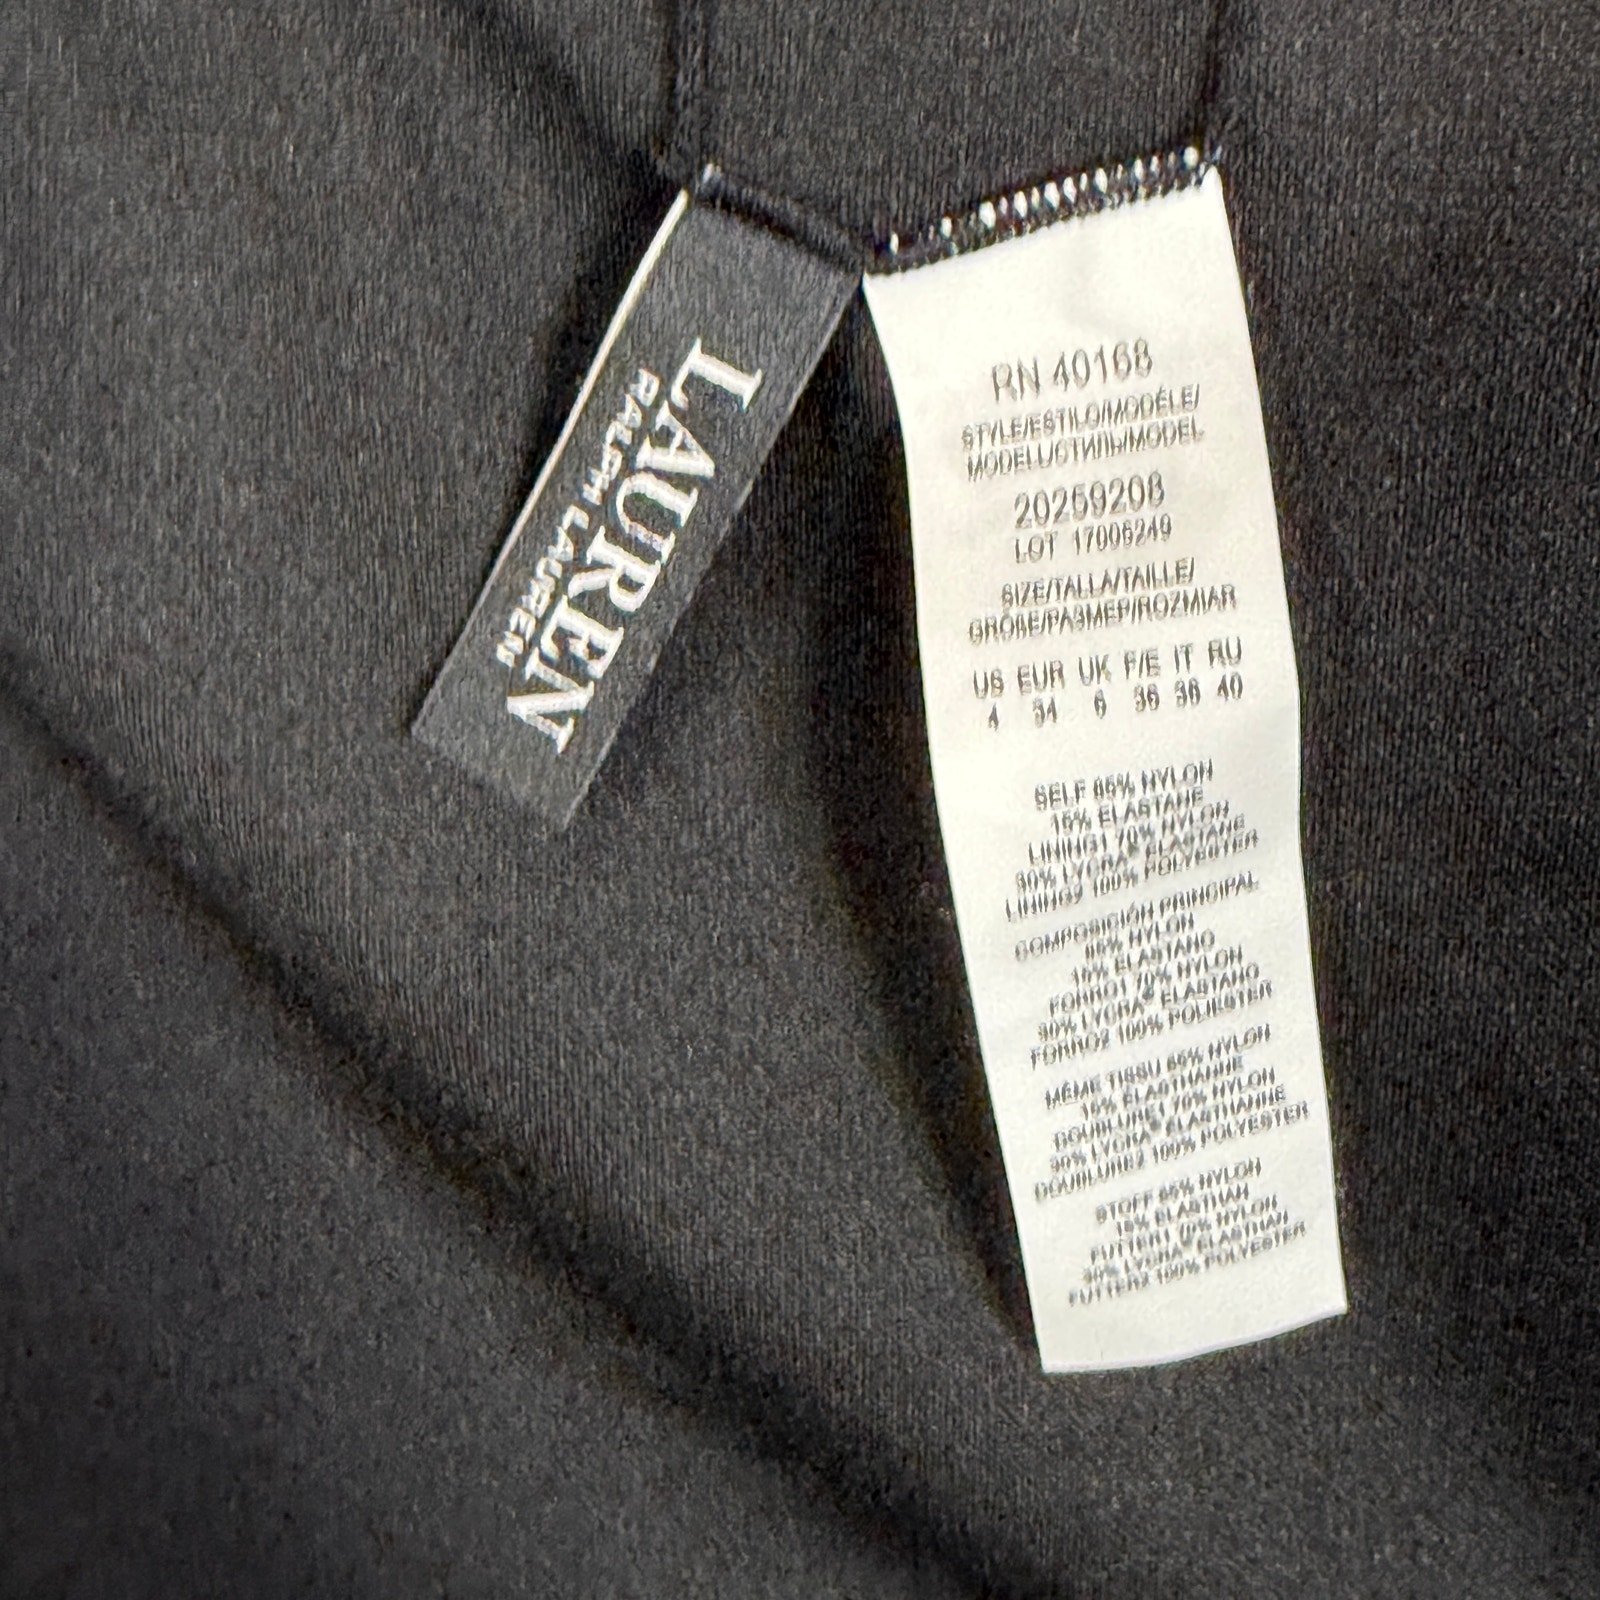 LAUREN
RALPH LAUREN
RN 40168
STYLE/ESTILO/MODÈLE/
MODELL/СТИЛЬ/MODEL
20259208
LOT 17006249
SIZE/TALLA/TAILLE/
GRÖßE/РАЗМЕР/ROZMIAR
US EUR UK F/E IT RU
4 34 6 36 38 40
SELF 85% NYLON
15% ELASTANE
LINING1 70% NYLON
30% LYCRA® ELASTANE
LINING2 100% POLYESTER
COMPOSICIÓN PRINCIPAL
85% NYLON
15% ELASTANO
FORRO1 70% NYLON
30% LYCRA® ELASTANO
FORRO2 100% POLIESTER
MÊME TISSU 85% NYLON
15% ELASTHANNE
DOUBLURE1 70% NYLON
30% LYCRA® ELASTHANNE
DOUBLURE2 100% POLYESTER
STOFF 85% NYLON
15% ELASTHAN
FUTTER1 70% NYLON
30% LYCRA® ELASTHAN
FUTTER2 100% POLYESTER